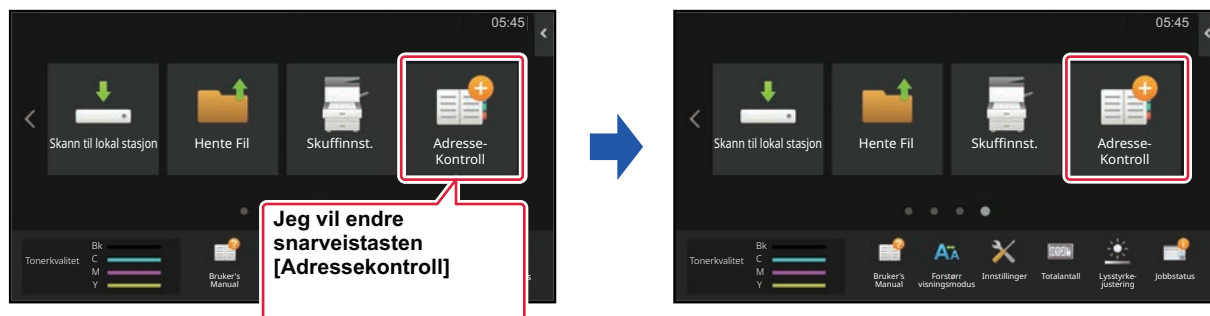 05:45
Skann til lokal stasjon
Hente Fil
Skuffinnst.
Adresse-
Kontroll
Jeg vil endre
snarveistasten
[Adressekontroll]
Tonerkvalitet
Bk
C
M
Y
Bruker's
Manual
05:45
Skann til lokal stasjon
Hente Fil
Skuffinnst.
Adresse-
Kontroll
Tonerkvalitet
Bk
C
M
Y
Bruker's
Manual
Forstørr
visningsmodus
Innstillinger
Totalantall
Lysstyrke-
justering
Jobbstatus